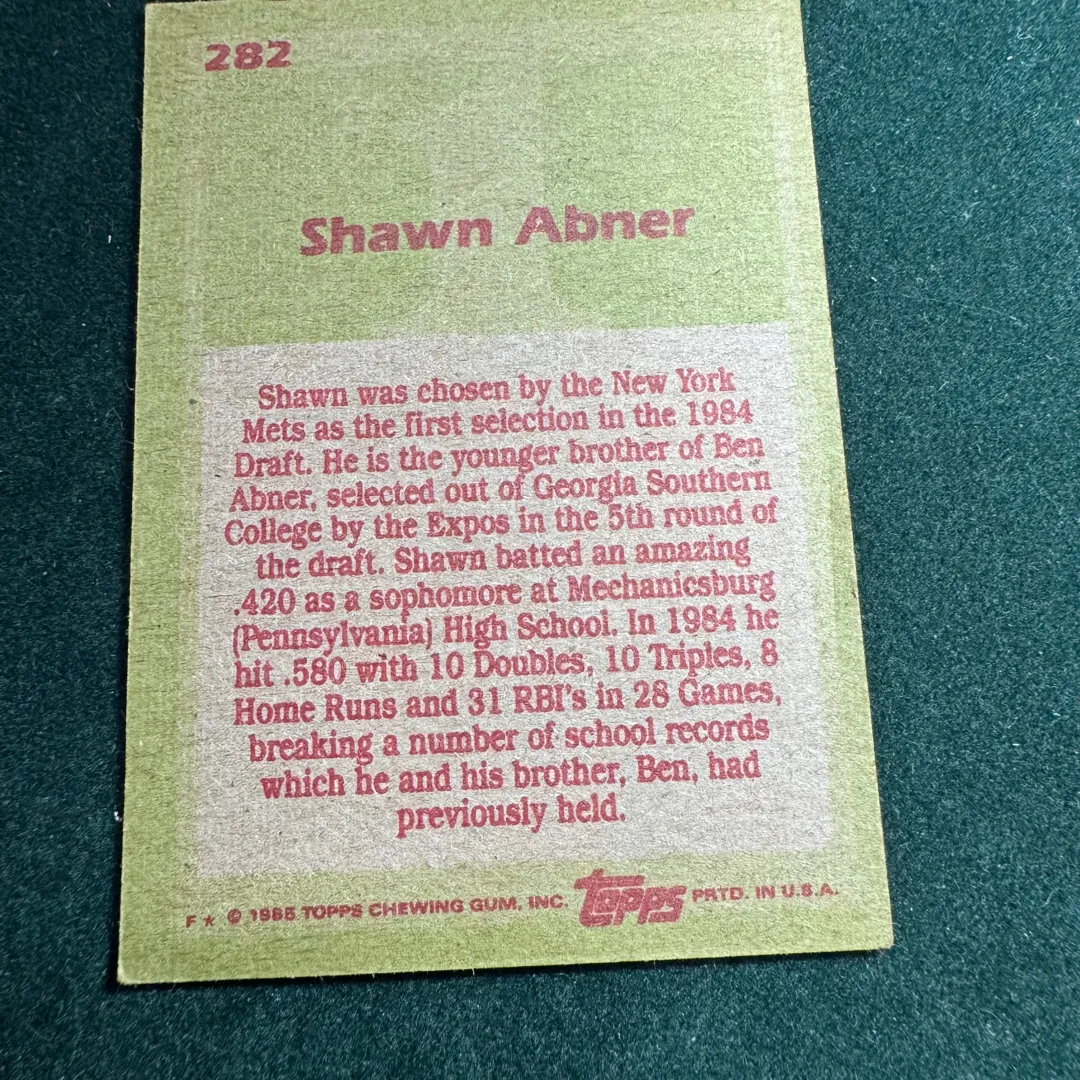 282
Shawn Abner
Shawn was chosen by the New York
Mets as the first selection in the 1984
Draft. He is the younger brother of Ben
Abner, selected out of Georgia Southern
College by the Expos in the 5th round of
the draft. Shawn batted an amazing
.420 as a sophomore at Mechanicsburg
(Pennsylvania) High School. In 1984 he
hit .580 with 10 Doubles, 10 Triples, 8
Home Runs and 31 RBI's in 28 Games,
breaking a number of school records
which he and his brother, Ben, had
previously held.
F ★ © 1985 TOPPS CHEWING GUM, INC. topps PRTD. IN U.S.A.